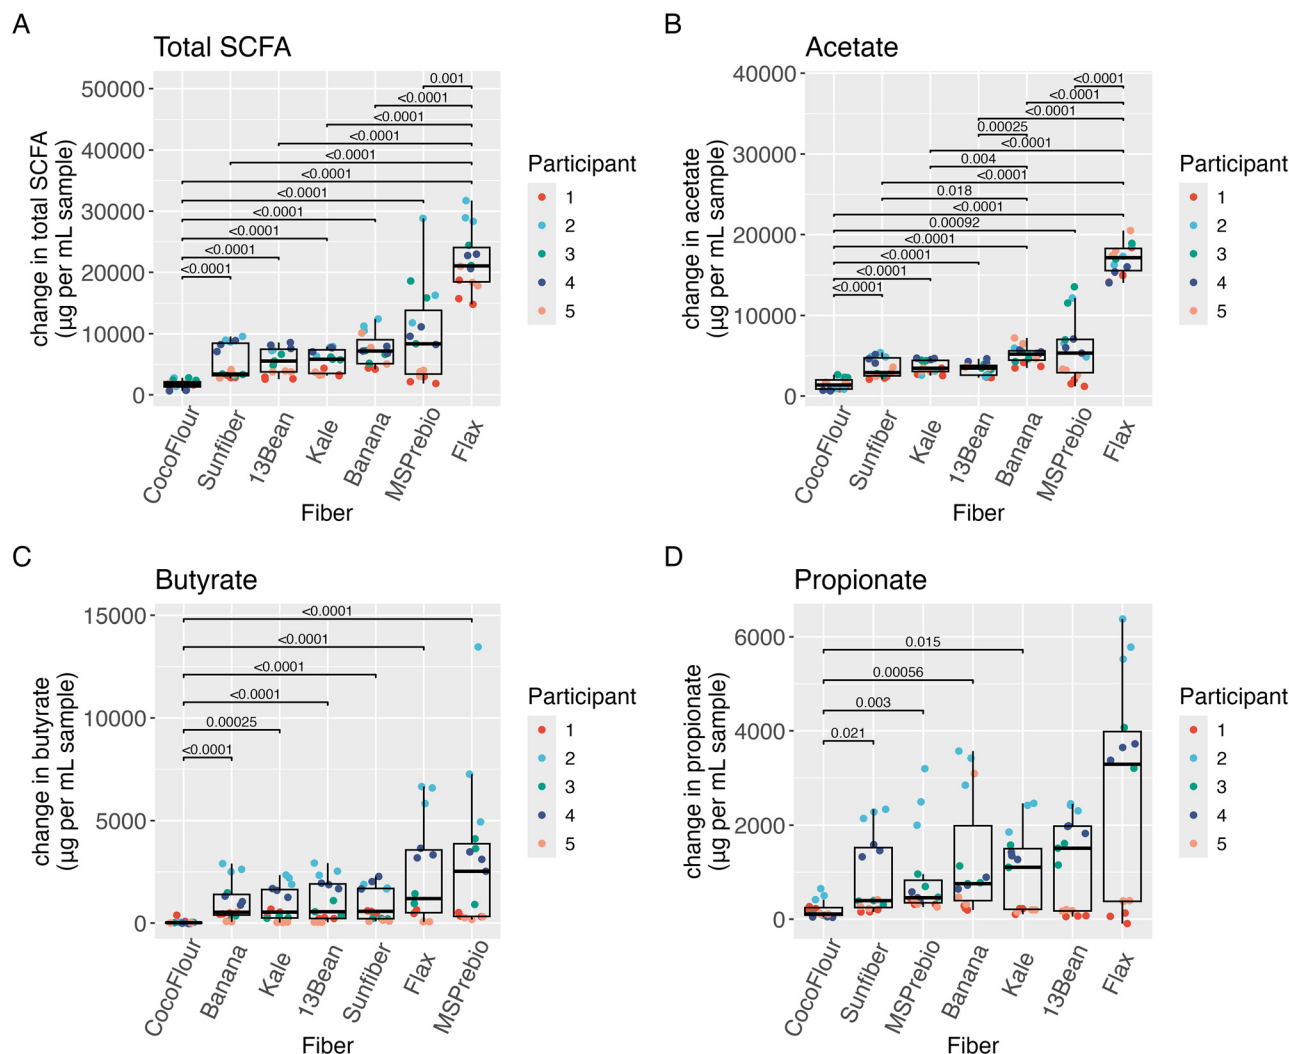 A
Total SCFA
change in total SCFA
(µg per mL sample)
50000
40000
30000
20000
10000
0
0.001
<0.0001
<0.0001
<0.0001
<0.0001
<0.0001
<0.0001
<0.0001
<0.0001
<0.0001
<0.0001
CocoFlour
Sunfiber
13Bean
Kale
Banana
MSPrebio
Flax
Fiber
Participant
1
2
3
4
5
B
Acetate
change in acetate
(µg per mL sample)
40000
30000
20000
10000
0
<0.0001
<0.0001
<0.0001
0.00025
<0.0001
0.004
<0.0001
0.018
<0.0001
0.00092
<0.0001
<0.0001
<0.0001
<0.0001
CocoFlour
Sunfiber
Kale
13Bean
Banana
MSPrebio
Flax
Fiber
Participant
1
2
3
4
5
C
Butyrate
change in butyrate
(µg per mL sample)
15000
10000
5000
0
<0.0001
<0.0001
<0.0001
<0.0001
0.00025
<0.0001
CocoFlour
Banana
Kale
13Bean
Sunfiber
Flax
MSPrebio
Fiber
Participant
1
2
3
4
5
D
Propionate
change in propionate
(µg per mL sample)
6000
4000
2000
0
0.015
0.00056
0.003
0.021
CocoFlour
Sunfiber
MSPrebio
Banana
Kale
13Bean
Flax
Fiber
Participant
1
2
3
4
5